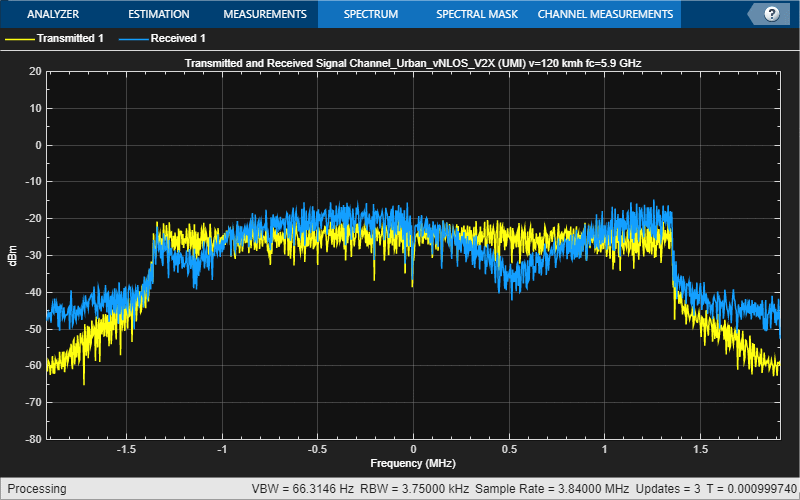 ANALYZER ESTIMATION MEASUREMENTS SPECTRUM SPECTRAL MASK CHANNEL MEASUREMENTS ?
Transmitted 1 Received 1
Transmitted and Received Signal Channel_Urban_vNLOS_V2X (UMI) v=120 kmh fc=5.9 GHz
20
10
0
-10
-20
-30
-40
-50
-60
-70
-80
dBm
-1.5 -1 -0.5 0 0.5 1 1.5
Frequency (MHz)
Processing VBW = 66.3146 Hz RBW = 3.75000 kHz Sample Rate = 3.84000 MHz Updates = 3 T = 0.000999740